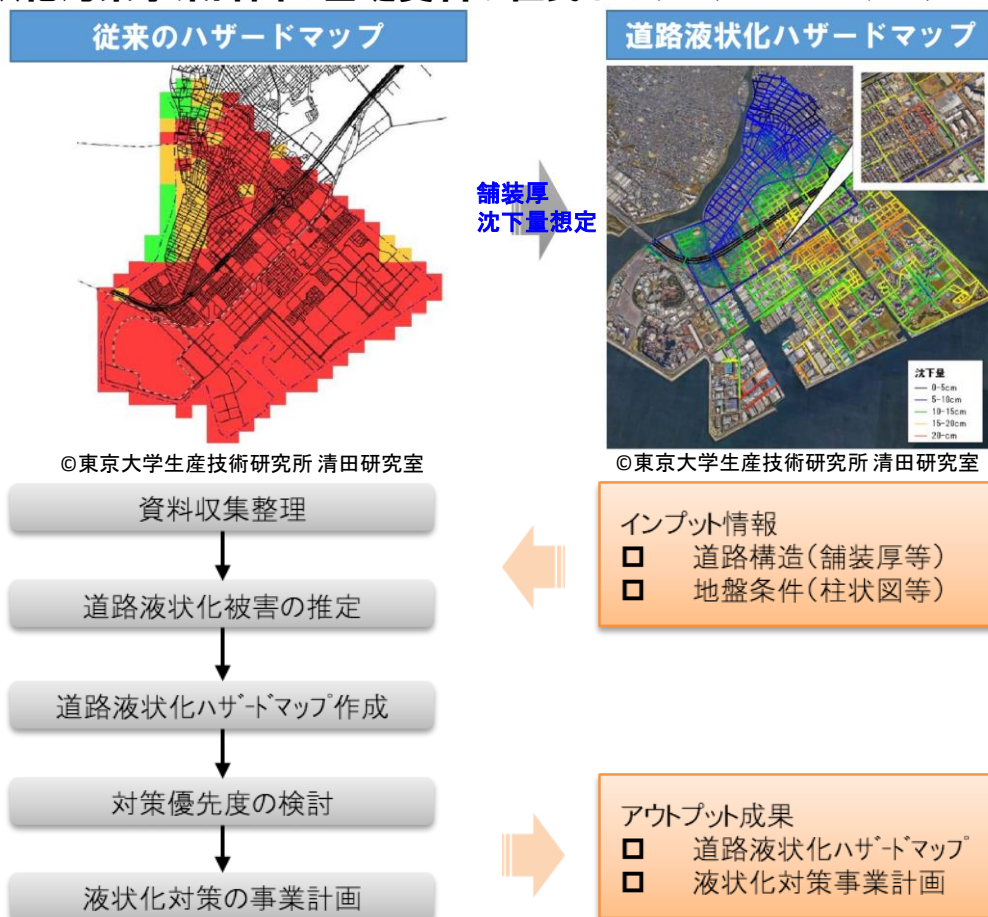 従来のハザードマップ
道路液状化ハザードマップ
舗装厚
沈下量想定
沈下量
0-5cm
5-10cm
10-15cm
15-20cm
20-cm
©東京大学生産技術研究所 清田研究室
©東京大学生産技術研究所 清田研究室
資料収集整理
道路液状化被害の推定
道路液状化ハザードマップ作成
対策優先度の検討
液状化対策の事業計画
インプット情報
□ 道路構造(舗装厚等)
□ 地盤条件(柱状図等)
アウトプット成果
□ 道路液状化ハザードマップ
□ 液状化対策事業計画